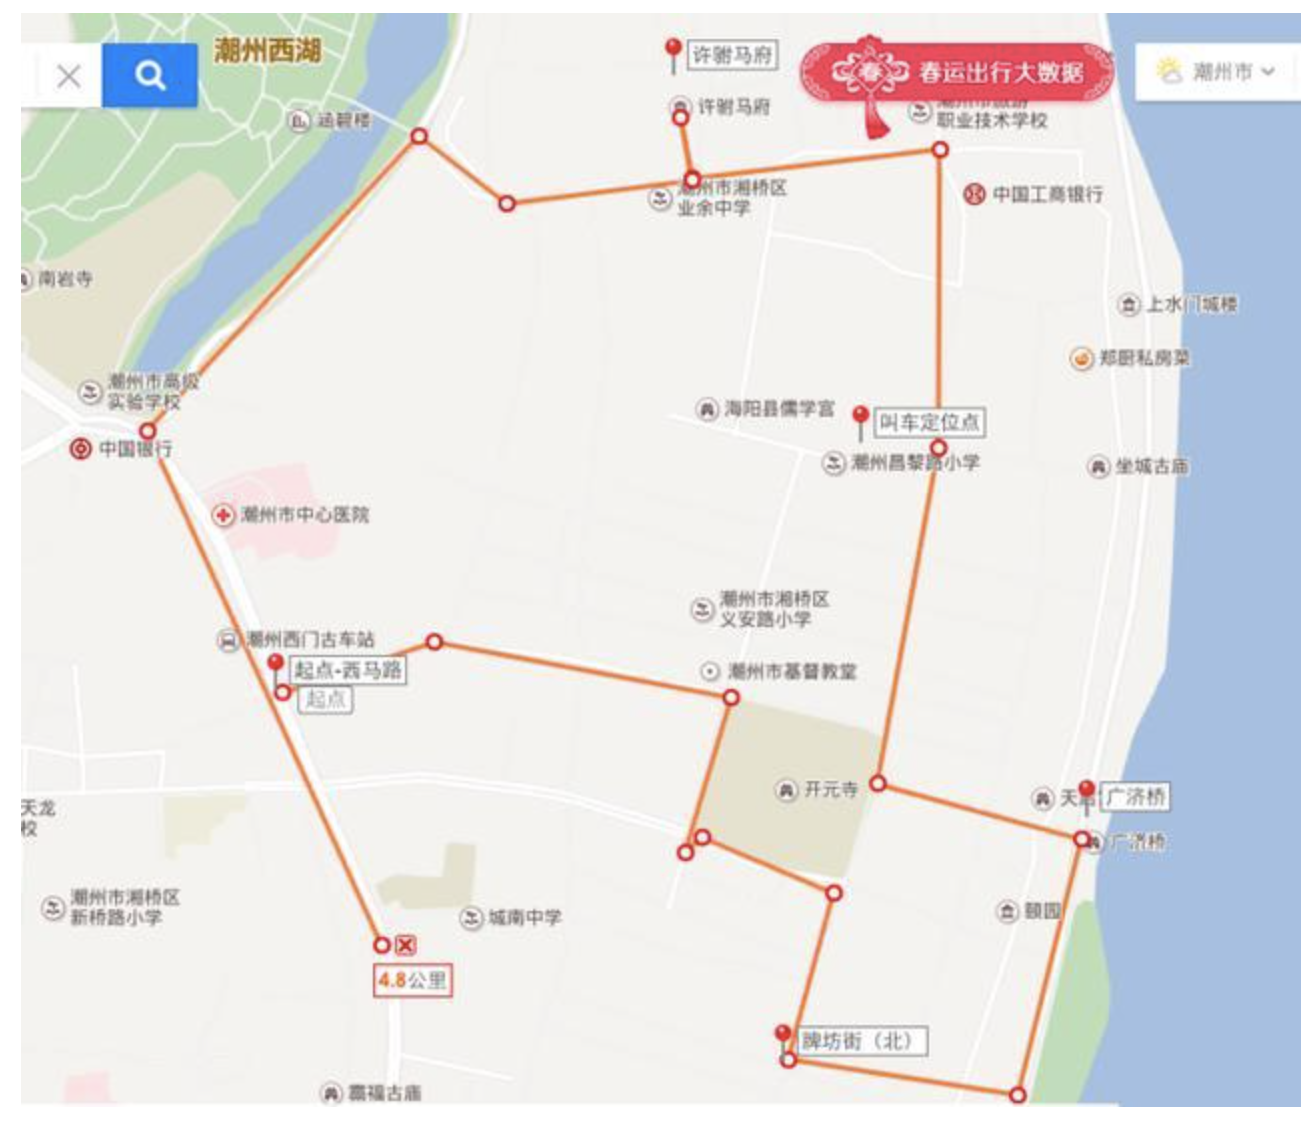 潮州西湖
许驸马府
春
春运出行大数据
潮州市
许驸马府
涵碧楼
职业技术学校
潮州市湘桥区
业余中学
中国工商银行
南岩寺
上水门城楼
郑厨私房菜
潮州市高级
实验学校
海阳县儒学宫
叫车定位点
中国银行
潮州昌黎路小学
坐城古庙
潮州市中心医院
潮州市湘桥区
义安路小学
潮州西门古车站
起点-西马路
起点
潮州市基督教堂
开元寺
广济桥
天龙
校
广济桥
潮州市湘桥区
新桥路小学
城南中学
颐园
4.8公里
牌坊街（北）
霷福古庙